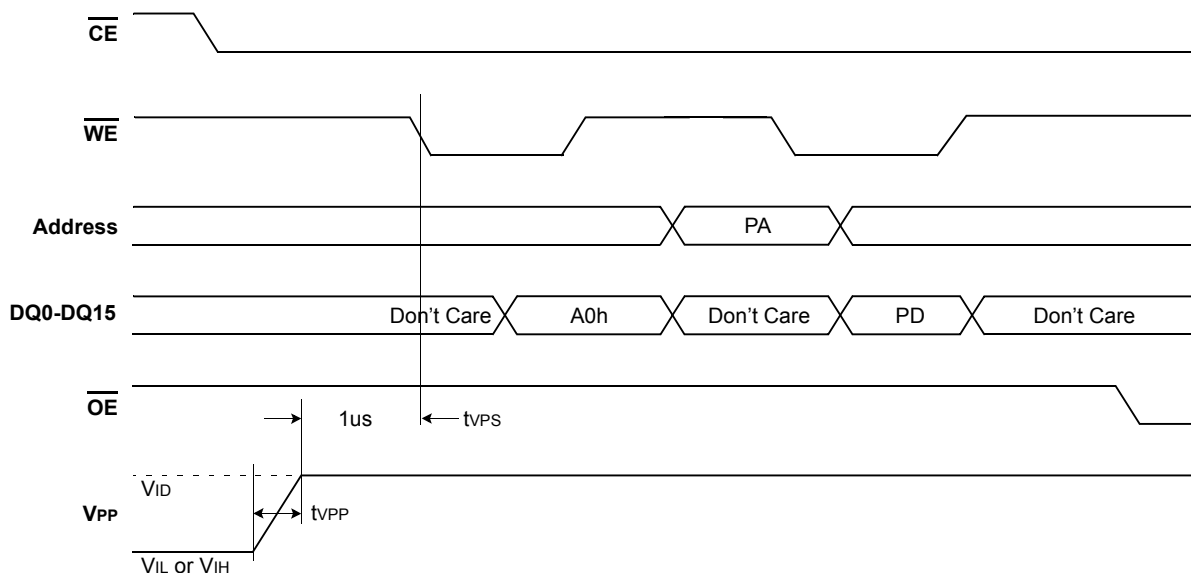 CE
WE
Address
PA
DQ0-DQ15
Don't Care
A0h
Don't Care
PD
Don't Care
OE
1us
tVPS
VID
VPP
tVPP
VIL or VIH